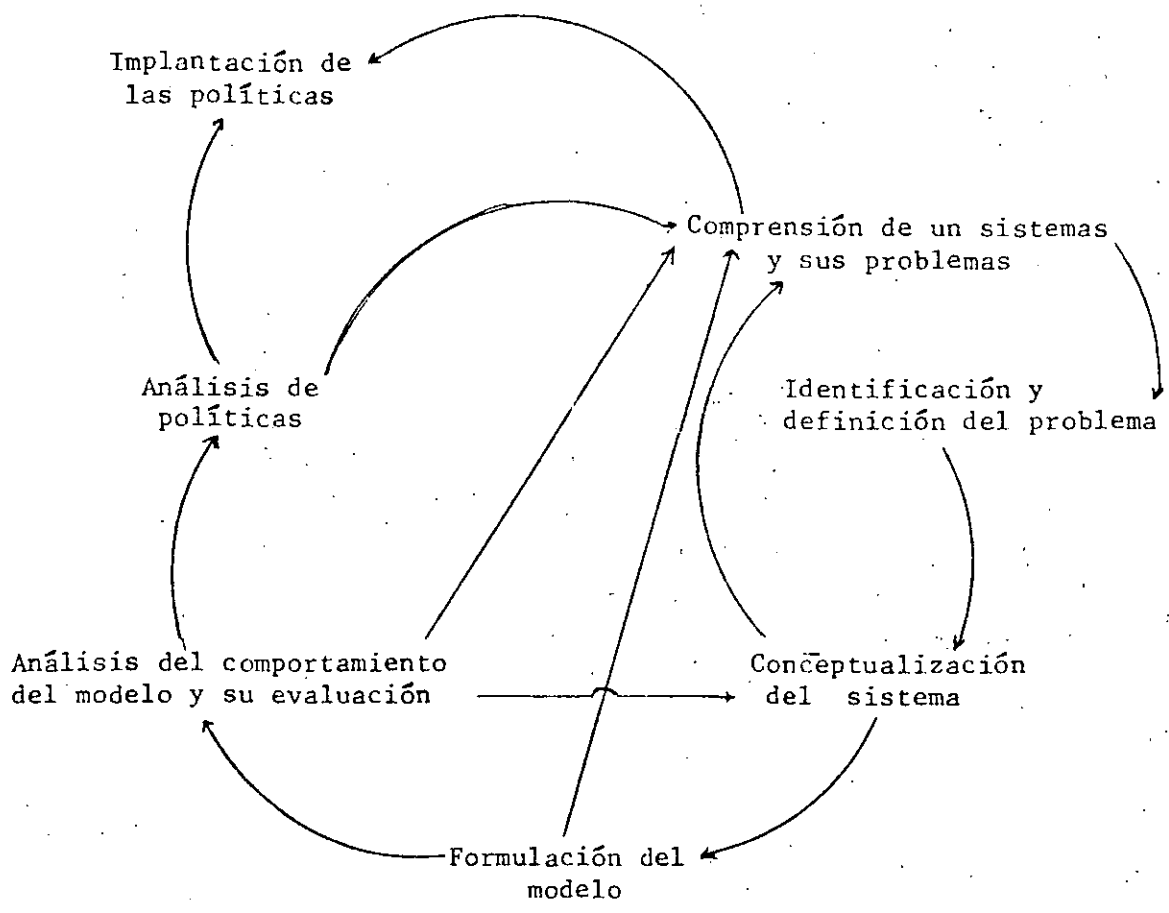 Implantación de
las políticas
Comprensión de un sistemas
y sus problemas
Análisis de
políticas
Identificación y
definición del problema
Análisis del comportamiento
del modelo y su evaluación
Conceptualización
del sistema
Formulación del
modelo